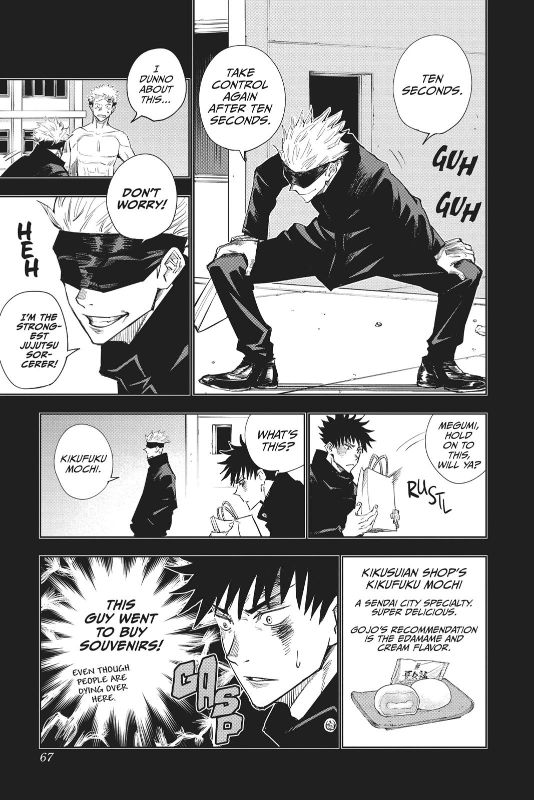 TEN
SECONDS.
TAKE
CONTROL
AGAIN
AFTER TEN
SECONDS.
GUH
GUH
I
DUNNO
ABOUT
THIS...
DON'T
WORRY!
HEH
I'M THE
STRONG-
EST
JUJUTSU
SOR-
CERER!
MEGUMI,
HOLD
ON TO
THIS,
WILL YA?
RUSTL
WHAT'S
THIS?
KIKUFUKU
MOCHI.
KIKUSUIAN SHOP'S
KIKUFUKU MOCHI
A SENDAI CITY SPECIALTY.
SUPER DELICIOUS.
GOJO'S RECOMMENDATION
IS THE EDAMAME AND
CREAM FLAVOR.
THIS
GUY WENT
TO BUY
SOUVENIRS!
EVEN THOUGH
PEOPLE ARE
DYING OVER
HERE.
GASP
67